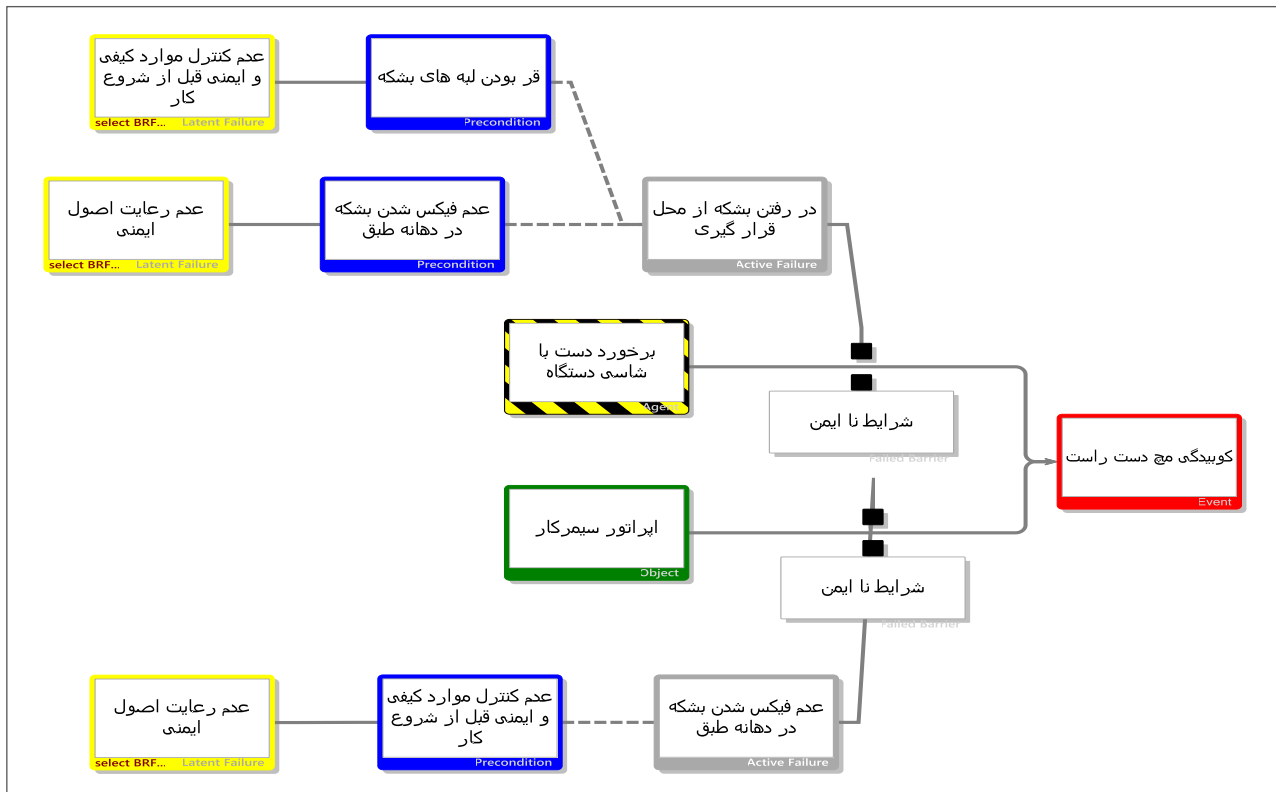 عدم کنترل موارد کیفی
و ایمنی قبل از شروع
کار
select BRF... Latent Failure
قر بودن لبه های بشکه
Precondition
عدم رعایت اصول
ایمنی
select BRF... Latent Failure
عدم فیکس شدن بشکه
در دهانه طبق
Precondition
در رفتن بشکه از محل
قرار گیری
Active Failure
برخورد دست با
شاسی دستگاه
Agent
شرایط نا ایمن
Failed Barrier
کوبیدگی مچ دست راست
Event
اپراتور سیمرکار
Object
شرایط نا ایمن
Failed Barrier
عدم رعایت اصول
ایمنی
select BRF... Latent Failure
عدم کنترل موارد کیفی
و ایمنی قبل از شروع
کار
Precondition
عدم فیکس شدن بشکه
در دهانه طبق
Active Failure